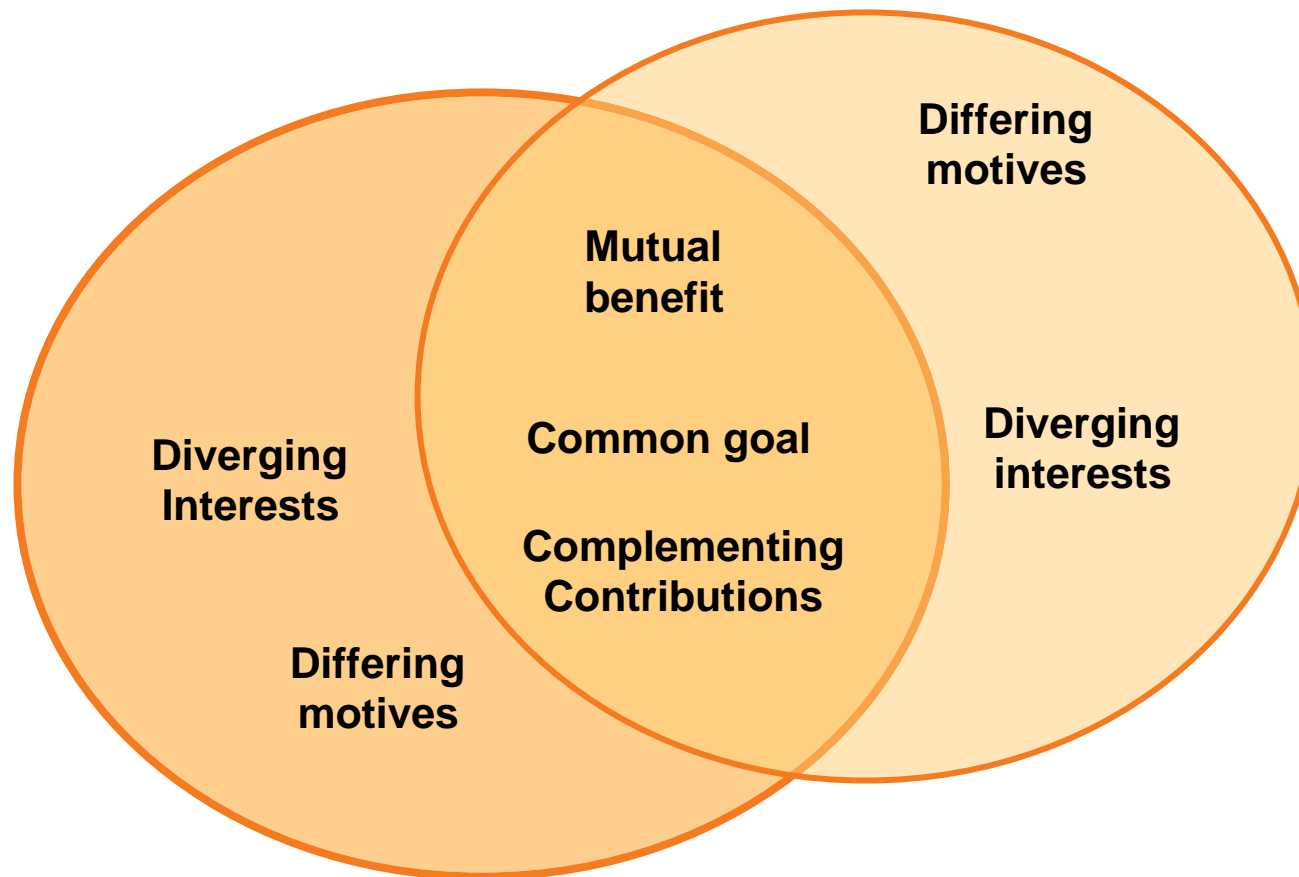 Differing
motives
Mutual
benefit
Common goal
Diverging
interests
Diverging
Interests
Complementing
Contributions
Differing
motives